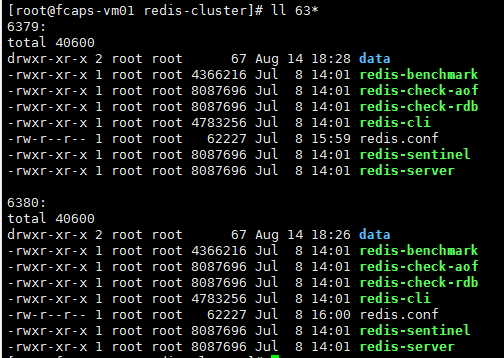 [root@fcaps-vm01 redis-cluster]# ll 63*
6379:
total 40600
drwxr-xr-x 2 root root      67 Aug 14 18:28 data
-rwxr-xr-x 1 root root 4366216 Jul  8 14:01 redis-benchmark
-rwxr-xr-x 1 root root 8087696 Jul  8 14:01 redis-check-aof
-rwxr-xr-x 1 root root 8087696 Jul  8 14:01 redis-check-rdb
-rwxr-xr-x 1 root root 4783256 Jul  8 14:01 redis-cli
-rw-r--r-- 1 root root   62227 Jul  8 15:59 redis.conf
-rwxr-xr-x 1 root root 8087696 Jul  8 14:01 redis-sentinel
-rwxr-xr-x 1 root root 8087696 Jul  8 14:01 redis-server
6380:
total 40600
drwxr-xr-x 2 root root      67 Aug 14 18:26 data
-rwxr-xr-x 1 root root 4366216 Jul  8 14:01 redis-benchmark
-rwxr-xr-x 1 root root 8087696 Jul  8 14:01 redis-check-aof
-rwxr-xr-x 1 root root 8087696 Jul  8 14:01 redis-check-rdb
-rwxr-xr-x 1 root root 4783256 Jul  8 14:01 redis-cli
-rw-r--r-- 1 root root   62227 Jul  8 16:00 redis.conf
-rwxr-xr-x 1 root root 8087696 Jul  8 14:01 redis-sentinel
-rwxr-xr-x 1 root root 8087696 Jul  8 14:01 redis-server